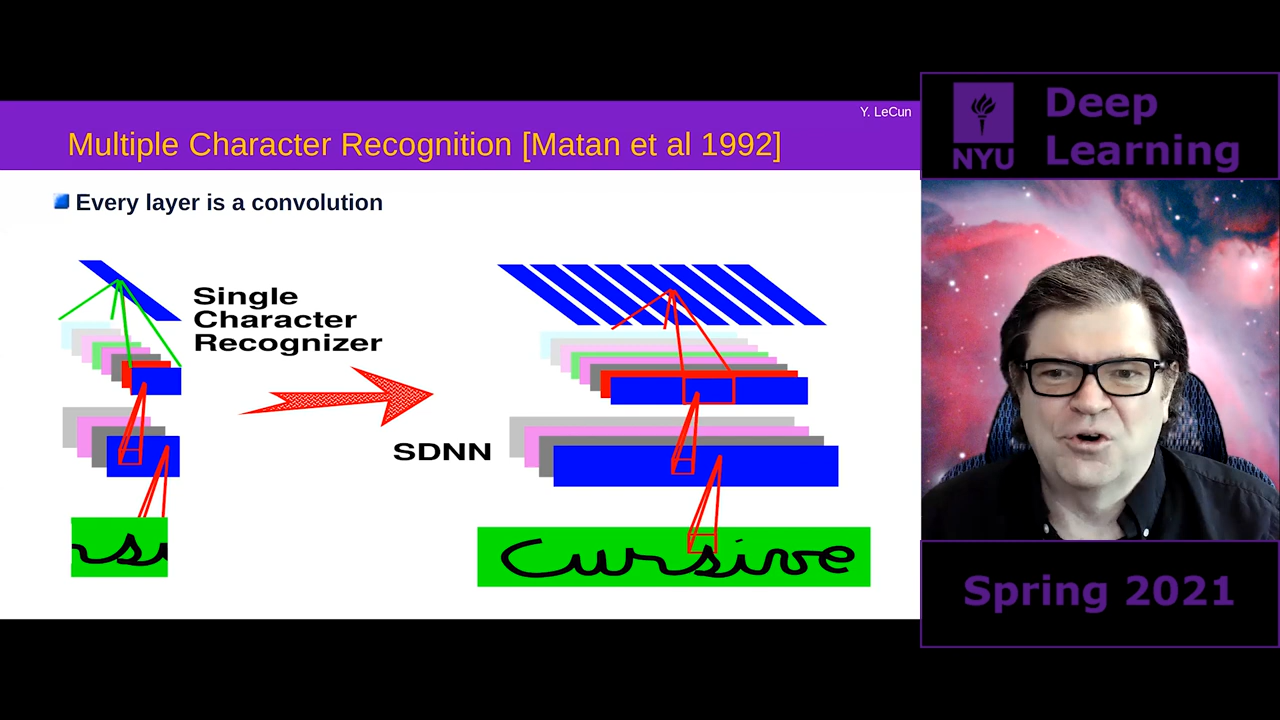 Y. LeCun
Multiple Character Recognition [Matan et al 1992]
Every layer is a convolution
Single
Character
Recognizer
SDNN
rsi
cursive
NYU
Deep
Learning
Spring 2021